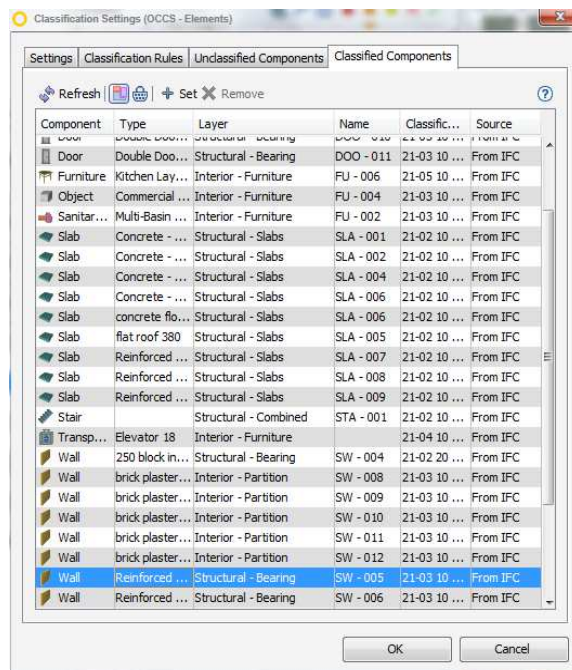 Classification Settings (OCCS - Elements)
Settings Classification Rules Unclassified Components Classified Components
Refresh Set Remove
Component Type Layer Name Classific... Source
Door Double Doo... Structural - Bearing DOO - 010 21-03 10 ... From IFC
Door Double Doo... Structural - Bearing DOO - 011 21-03 10 ... From IFC
Furniture Kitchen Lay... Interior - Furniture FU - 006 21-05 10 ... From IFC
Object Commercial ... Interior - Furniture FU - 004 21-03 10 ... From IFC
Sanitar... Multi-Basin ... Interior - Furniture FU - 002 21-03 10 ... From IFC
Slab Concrete - ... Structural - Slabs SLA - 001 21-02 10 ... From IFC
Slab Concrete - ... Structural - Slabs SLA - 002 21-02 10 ... From IFC
Slab Concrete - ... Structural - Slabs SLA - 004 21-02 10 ... From IFC
Slab Concrete - ... Structural - Slabs SLA - 006 21-02 10 ... From IFC
Slab concrete flo... Structural - Slabs SLA - 006 21-02 10 ... From IFC
Slab flat roof 380 Structural - Slabs SLA - 005 21-02 10 ... From IFC
Slab Reinforced ... Structural - Slabs SLA - 007 21-02 10 ... From IFC
Slab Reinforced ... Structural - Slabs SLA - 008 21-02 10 ... From IFC
Slab Reinforced ... Structural - Slabs SLA - 009 21-02 10 ... From IFC
Stair Structural - Combined STA - 001 21-02 10 ... From IFC
Transp... Elevator 18 Interior - Furniture 21-04 10 ... From IFC
Wall 250 block in... Structural - Bearing SW - 004 21-02 20 ... From IFC
Wall brick plaster... Interior - Partition SW - 008 21-03 10 ... From IFC
Wall brick plaster... Interior - Partition SW - 009 21-03 10 ... From IFC
Wall brick plaster... Interior - Partition SW - 010 21-03 10 ... From IFC
Wall brick plaster... Interior - Partition SW - 011 21-03 10 ... From IFC
Wall brick plaster... Interior - Partition SW - 012 21-03 10 ... From IFC
Wall Reinforced ... Structural - Bearing SW - 005 21-03 10 ... From IFC
Wall Reinforced ... Structural - Bearing SW - 006 21-03 10 ... From IFC
OK Cancel